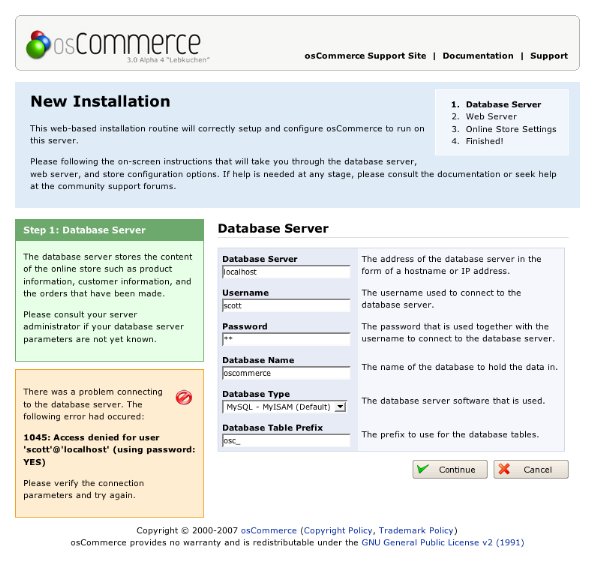 osCommerce
3.0 Alpha 4 "Lebkuchen"
osCommerce Support Site | Documentation | Support
New Installation
This web-based installation routine will correctly setup and configure osCommerce to run on
this server.
Please following the on-screen instructions that will take you through the database server,
web server, and store configuration options. If help is needed at any stage, please consult the documentation or seek help
at the community support forums.
1. Database Server
2. Web Server
3. Online Store Settings
4. Finished!
Step 1: Database Server
The database server stores the content
of the online store such as product
information, customer information, and
the orders that have been made.
Please consult your server
administrator if your database server
parameters are not yet known.
There was a problem connecting
to the database server. The
following error had occured:
1045: Access denied for user
'scott'@'localhost' (using password:
YES)
Please verify the connection
parameters and try again.
Database Server
Database Server
localhost
The address of the database server in the
form of a hostname or IP address.
Username
scott
The username used to connect to the
database server.
Password
**
The password that is used together with the
username to connect to the database server.
Database Name
oscommerce
The name of the database to hold the data in.
Database Type
MySQL - MyISAM (Default)
The database server software that is used.
Database Table Prefix
osc_
The prefix to use for the database tables.
Continue
Cancel
Copyright © 2000-2007 osCommerce (Copyright Policy, Trademark Policy)
osCommerce provides no warranty and is redistributable under the GNU General Public License v2 (1991)